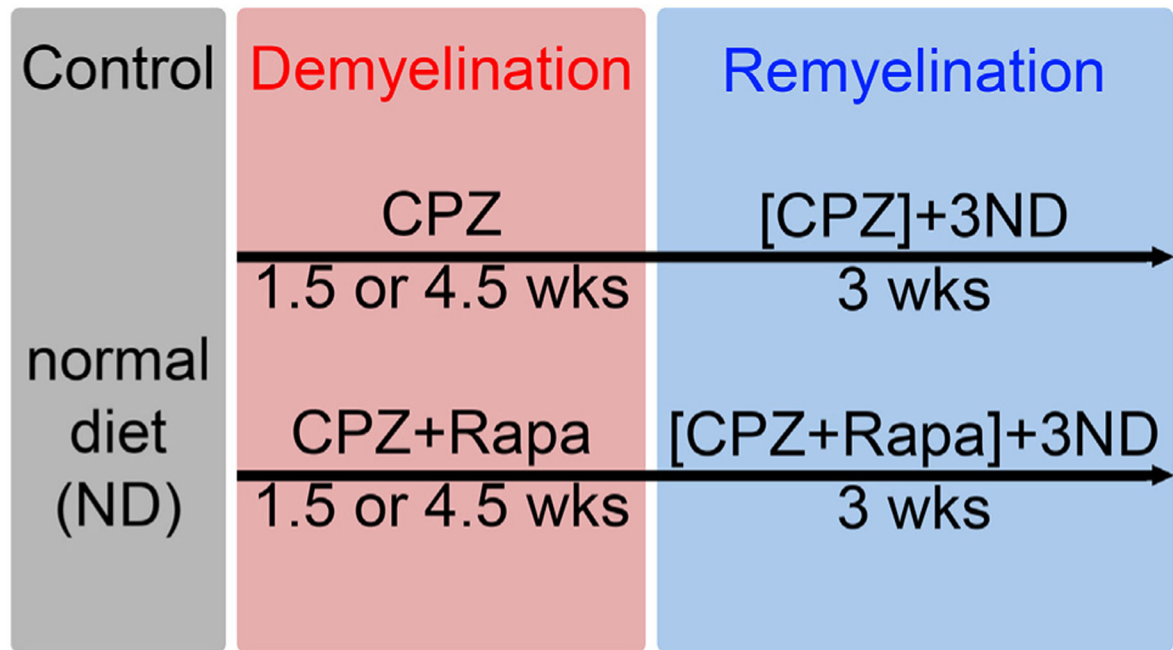 Control
Demyelination
Remyelination
CPZ
[CPZ]+3ND
1.5 or 4.5 wks
3 wks
normal
diet
(ND)
CPZ+Rapa
[CPZ+Rapa]+3ND
1.5 or 4.5 wks
3 wks